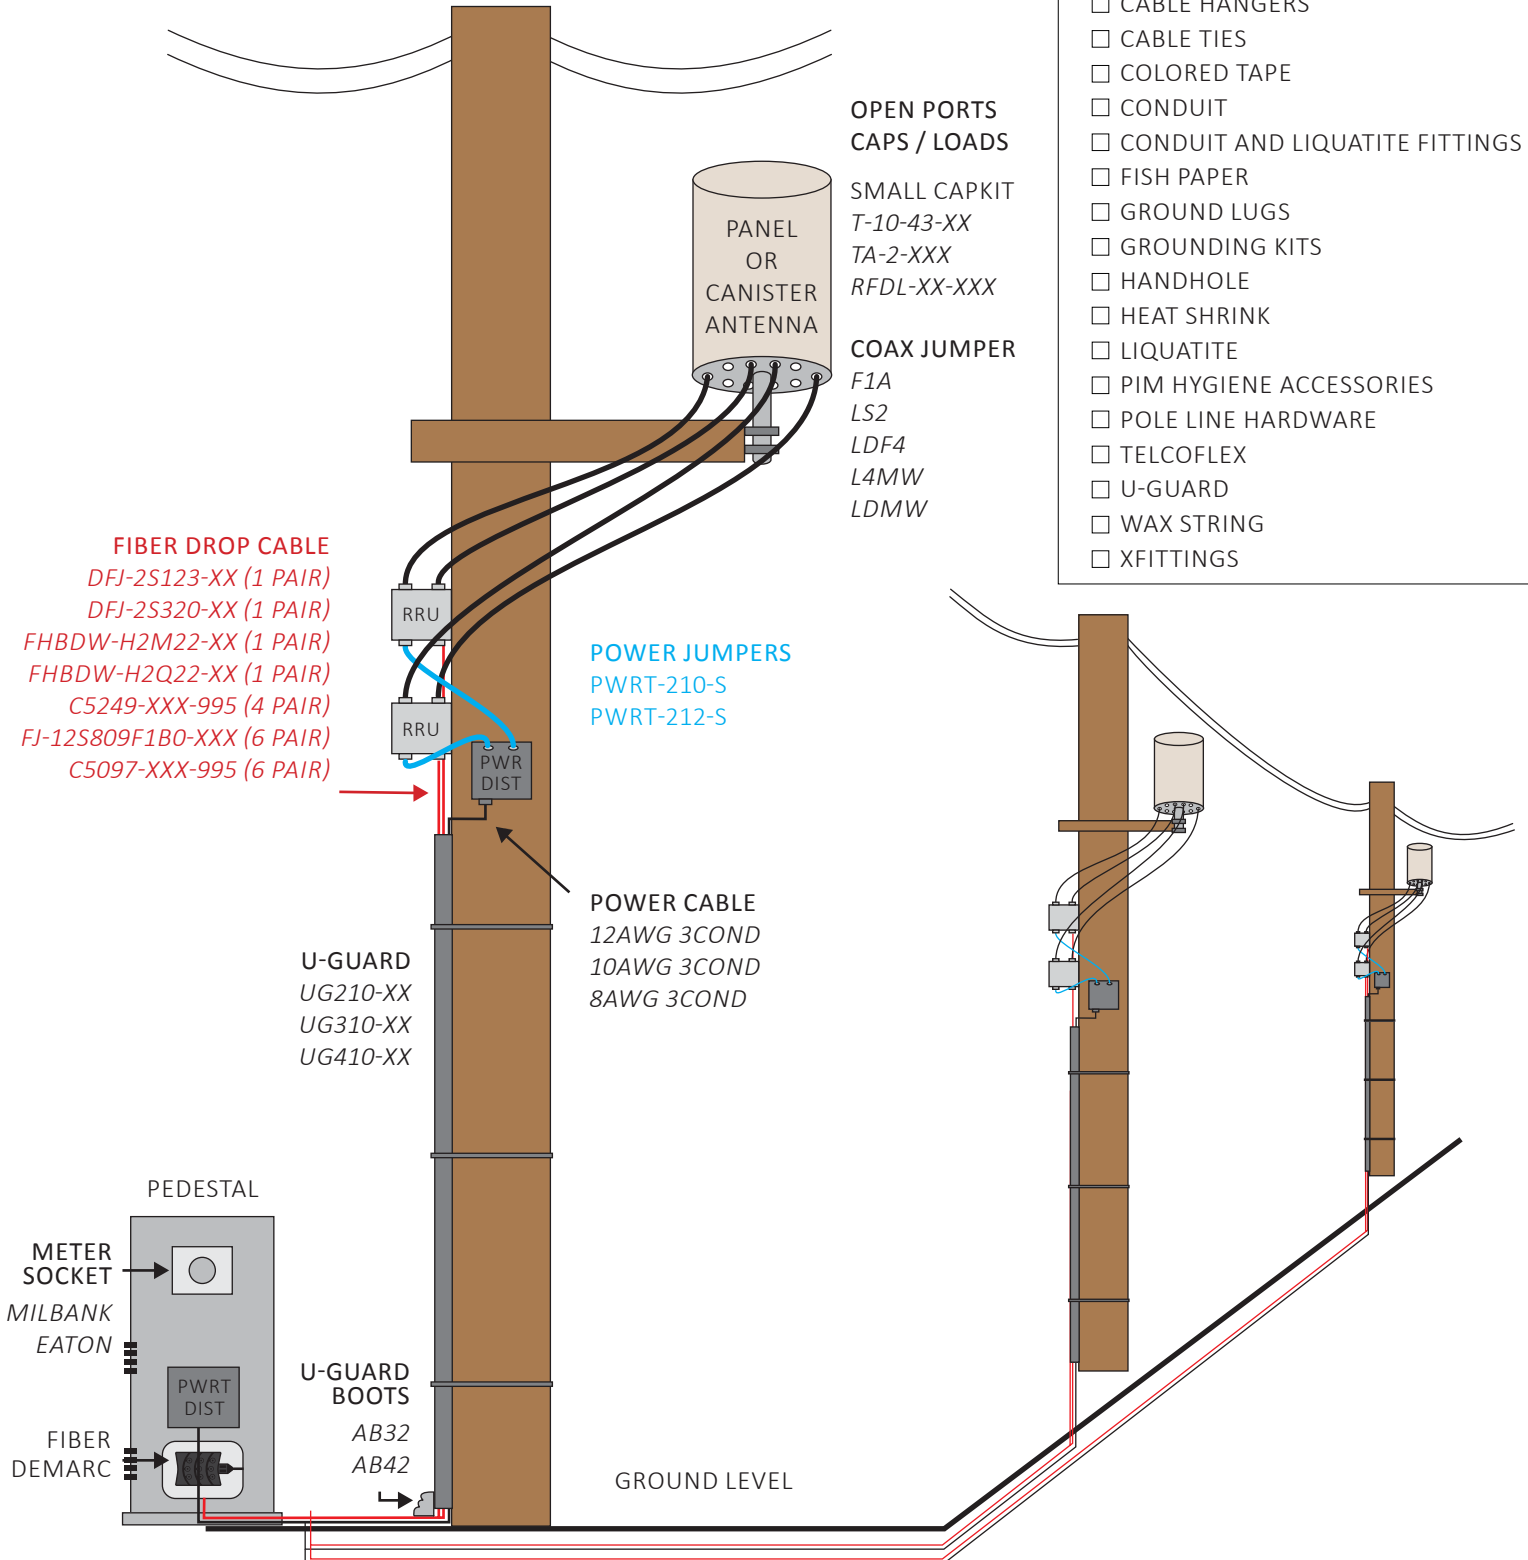 CABLE HANGERS
CABLE TIES
COLORED TAPE
CONDUIT
CONDUIT AND LIQUATITE FITTINGS
FISH PAPER
GROUND LUGS
GROUNDING KITS
HANDHOLE
HEAT SHRINK
LIQUATITE
PIM HYGIENE ACCESSORIES
POLE LINE HARDWARE
TELCOFLEX
U-GUARD
WAX STRING
XFITTINGS
OPEN PORTS
CAPS / LOADS
SMALL CAPKIT
T-10-43-XX
TA-2-XXX
RFDL-XX-XXX
PANEL
OR
CANISTER
ANTENNA
COAX JUMPER
F1A
LS2
LDF4
L4MW
LDMW
FIBER DROP CABLE
DFJ-2S123-XX (1 PAIR)
DFJ-2S320-XX (1 PAIR)
FHBDW-H2M22-XX (1 PAIR)
FHBDW-H2Q22-XX (1 PAIR)
C5249-XXX-995 (4 PAIR)
FJ-12S809F1B0-XXX (6 PAIR)
C5097-XXX-995 (6 PAIR)
RRU
RRU
POWER JUMPERS
PWRT-210-S
PWRT-212-S
PWR
DIST
POWER CABLE
12AWG 3COND
10AWG 3COND
8AWG 3COND
U-GUARD
UG210-XX
UG310-XX
UG410-XX
PEDESTAL
METER
SOCKET
MILBANK
EATON
PWRT
DIST
FIBER
DEMARC
U-GUARD
BOOTS
AB32
AB42
GROUND LEVEL